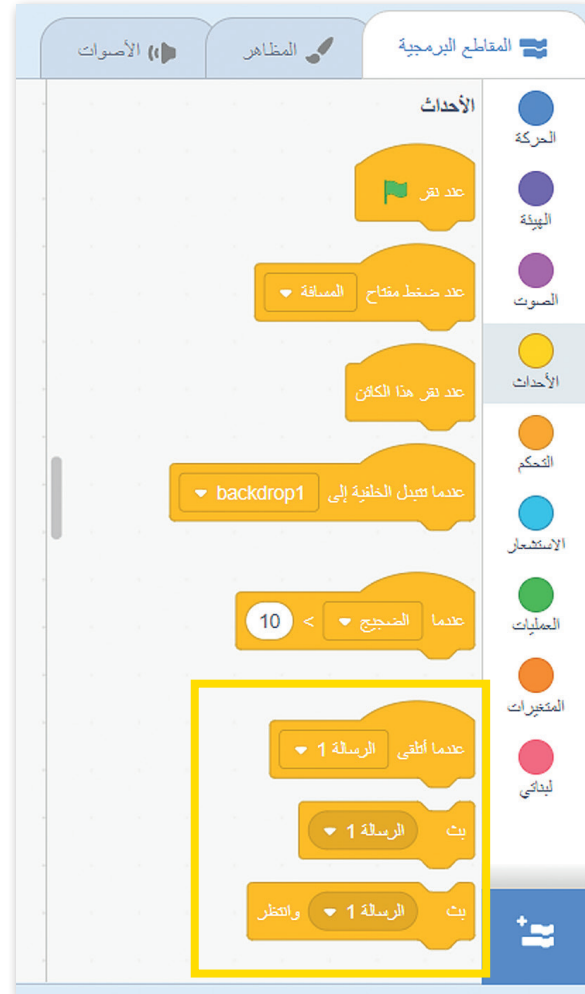 المقاطع البرمجية
المظاهر
الأصوات
الحركة
الهيئة
الصوت
الأحداث
التحكم
الاستشعار
العمليات
المتغيرات
لبناتي
الأحداث
عند نقر
عند ضغط مفتاح المسافة
عند نقر هذا الكائن
عندما تتبدل الخلفية إلى backdrop1
عندما الضجيج > 10
عندما أتلقى الرسالة 1
بث الرسالة 1
بث الرسالة 1 وانتظر